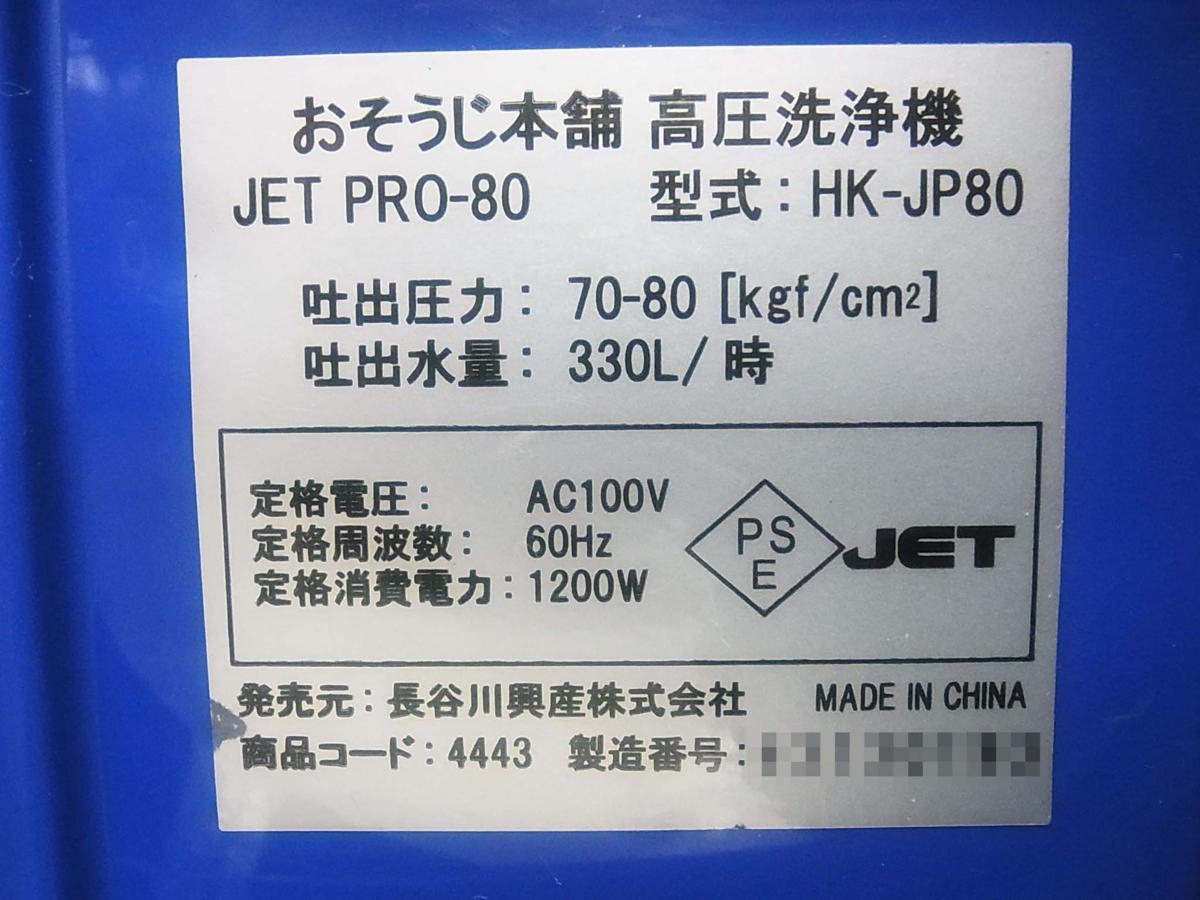 おそうじ本舗 高圧洗浄機
JET PRO-80 型式：HK-JP80
吐出圧力： 70-80 [kgf/cm²]
吐出水量： 330L/時
定格電圧： AC100V
定格周波数： 60Hz
定格消費電力：1200W
PS
E
JET
発売元：長谷川興産株式会社 MADE IN CHINA
商品コード：4443 製造番号：